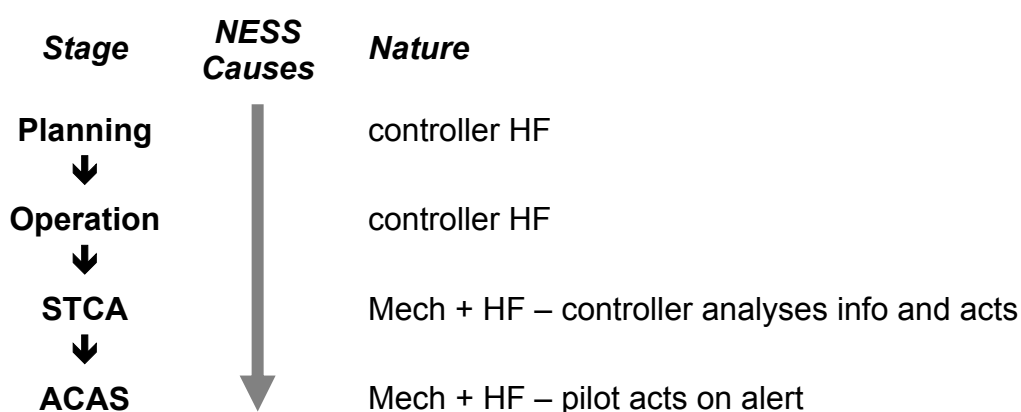 Stage NESS Causes Nature
Planning controller HF
Operation controller HF
STCA Mech + HF – controller analyses info and acts
ACAS Mech + HF – pilot acts on alert